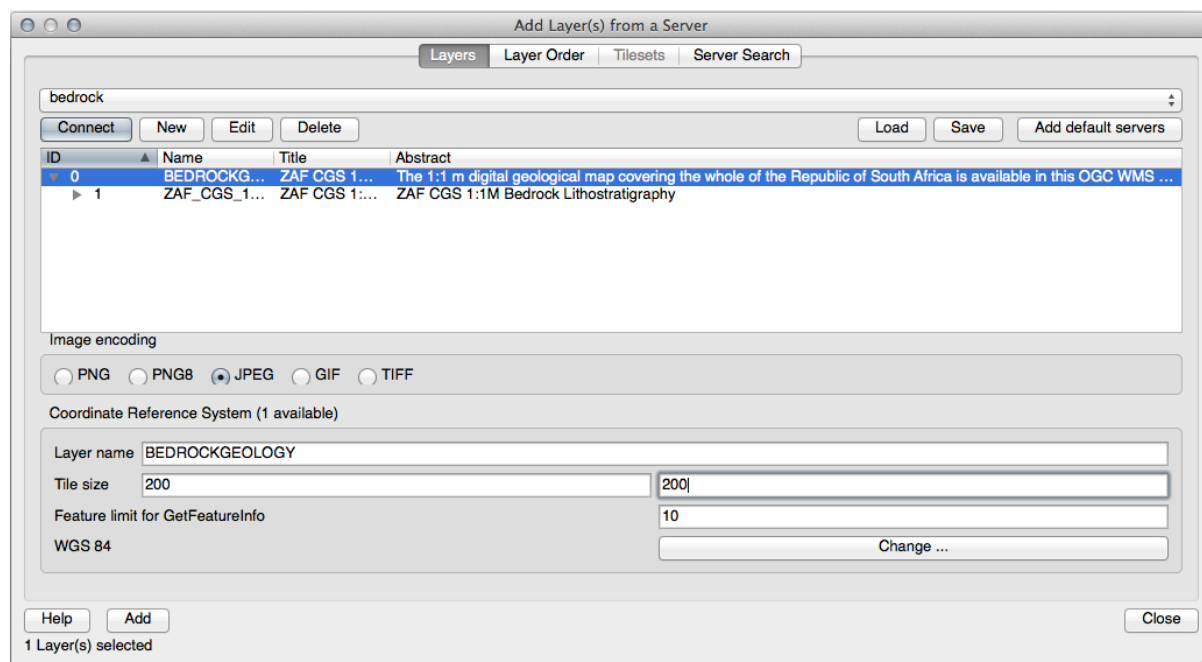 Add Layer(s) from a Server
Layers Layer Order Tilesets Server Search
bedrock
Connect New Edit Delete Load Save Add default servers
ID Name Title Abstract
0 BEDROCKG... ZAF CGS 1... The 1:1 m digital geological map covering the whole of the Republic of South Africa is available in this OGC WMS ...
1 ZAF_CGS_1... ZAF CGS 1:... ZAF CGS 1:1M Bedrock Lithostratigraphy
Image encoding
PNG PNG8 JPEG GIF TIFF
Coordinate Reference System (1 available)
Layer name BEDROCKGEOLOGY
Tile size 200 200
Feature limit for GetFeatureInfo 10
WGS 84 Change ...
Help Add Close
1 Layer(s) selected